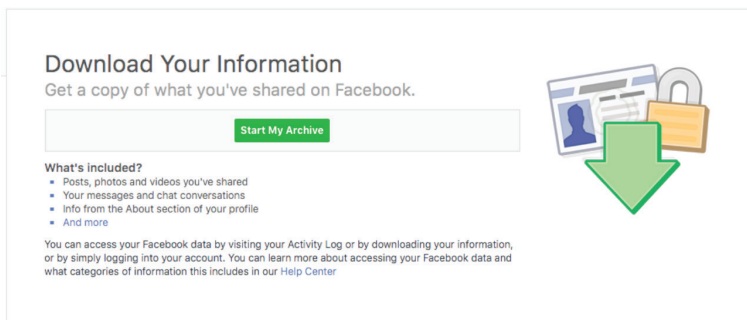 Download Your Information
Get a copy of what you've shared on Facebook.
Start My Archive
What's included?
Posts, photos and videos you've shared
Your messages and chat conversations
Info from the About section of your profile
And more
You can access your Facebook data by visiting your Activity Log or by downloading your information,
or by simply logging into your account. You can learn more about accessing your Facebook data and
what categories of information this includes in our Help Center